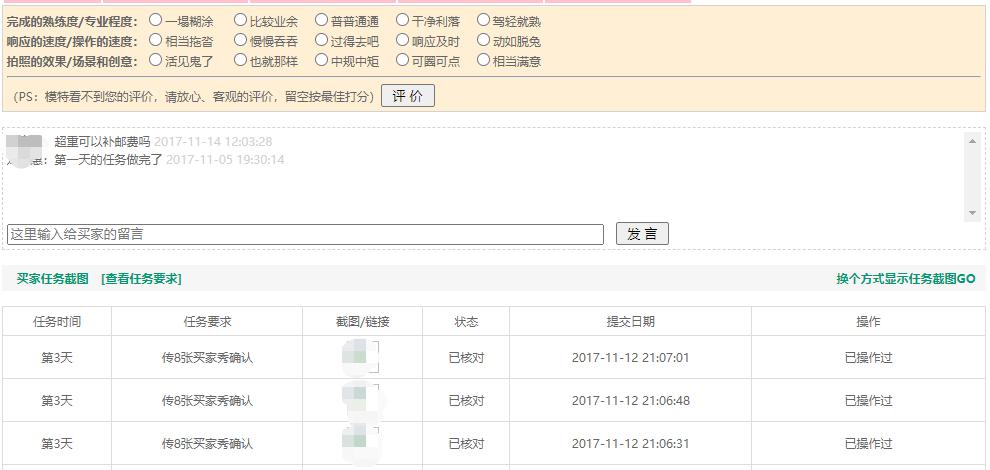 完成的熟练度/专业程度： 一塌糊涂 比较业余 普普通通 干净利落 驾轻就熟
响应的速度/操作的速度： 相当拖沓 慢慢吞吞 过得去吧 响应及时 动如脱兔
拍照的效果/场景和创意： 活见鬼了 也就那样 中规中矩 可圈可点 相当满意
（PS：模特看不到您的评价，请放心、客观的评价，留空按最佳打分） 评 价
超重可以补邮费吗 2017-11-14 12:03:28
：第一天的任务做完了 2017-11-05 19:30:14
这里输入给买家的留言 发 言
买家任务截图 [查看任务要求] 换个方式显示任务截图GO
任务时间 任务要求 截图/链接 状态 提交日期 操作
第3天 传8张买家秀确认 已核对 2017-11-12 21:07:01 已操作过
第3天 传8张买家秀确认 已核对 2017-11-12 21:06:48 已操作过
第3天 传8张买家秀确认 已核对 2017-11-12 21:06:31 已操作过